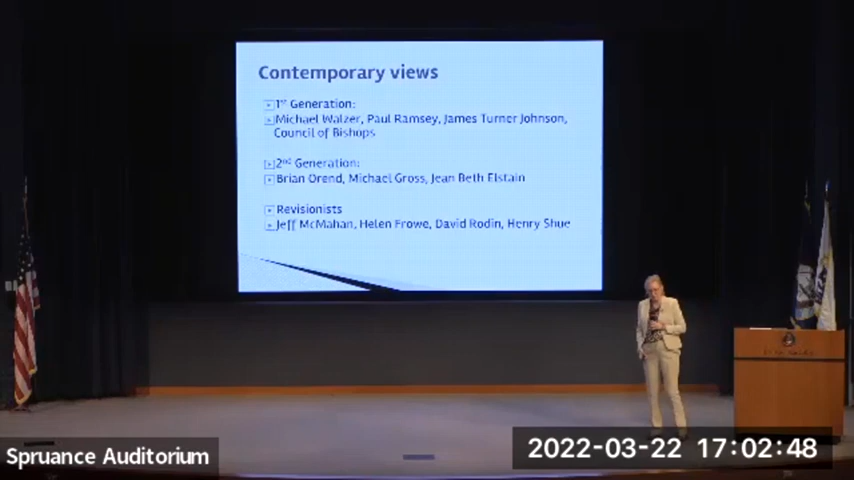 Contemporary views
1st Generation:
Michael Walzer, Paul Ramsey, James Turner Johnson,
Council of Bishops
2nd Generation:
Brian Orend, Michael Gross, Jean Beth Elstain
Revisionists
Jeff McMahan, Helen Frowe, David Rodin, Henry Shue
Spruance Auditorium
2022-03-22 17:02:48